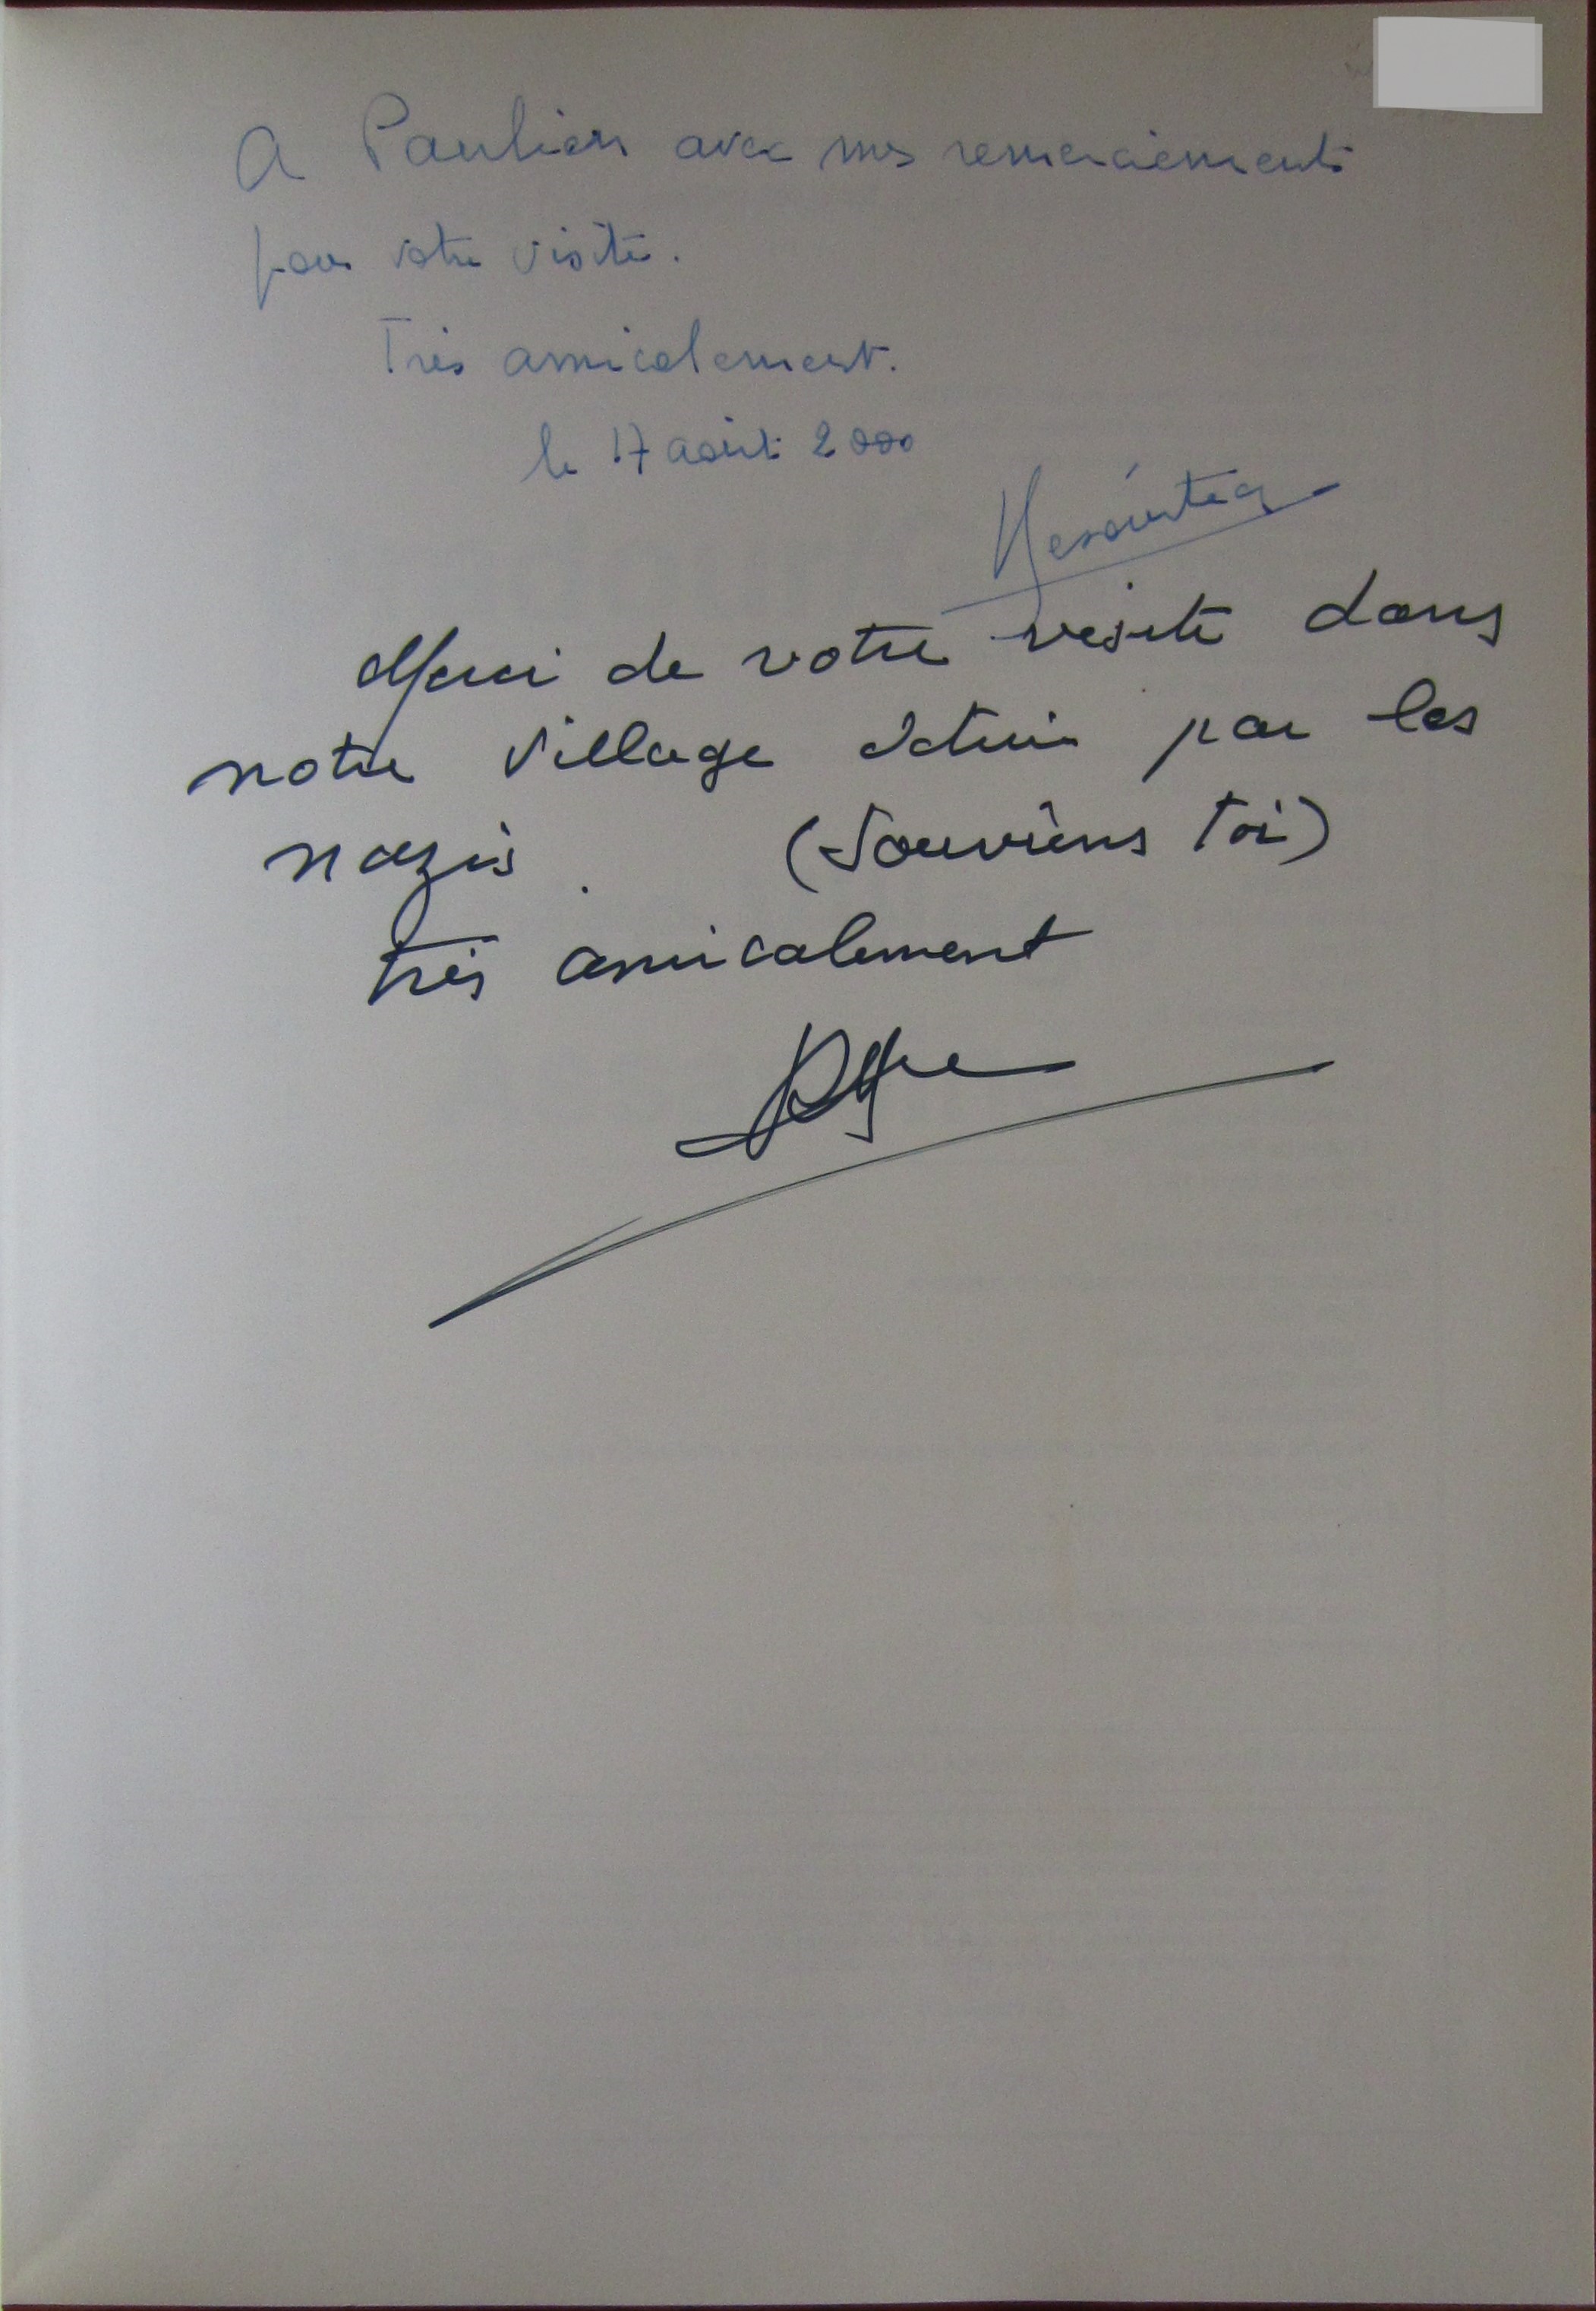 A Paulien avec mes remerciements
pour votre visite.
Très amicalement.
le 17 août 2000
Merci de votre visite dans
notre village détruit par les
nazis. (Souviens toi)
très amicalement